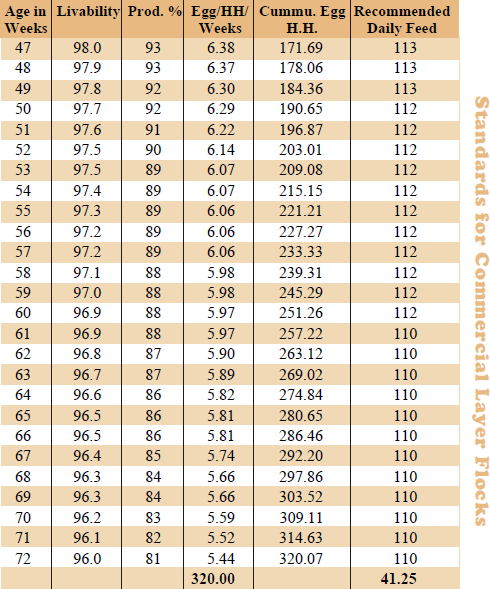 Age in Livability Prod. % Egg/HH/ Cummu. Egg Recommended
Weeks Weeks H.H. Daily Feed
47 98.0 93 6.38 171.69 113
48 97.9 93 6.37 178.06 113
49 97.8 92 6.30 184.36 113
50 97.7 92 6.29 190.65 112
51 97.6 91 6.22 196.87 112
52 97.5 90 6.14 203.01 112
53 97.5 89 6.07 209.08 112
54 97.4 89 6.07 215.15 112
55 97.3 89 6.06 221.21 112
56 97.2 89 6.06 227.27 112
57 97.2 89 6.06 233.33 112
58 97.1 88 5.98 239.31 112
59 97.0 88 5.98 245.29 112
60 96.9 88 5.97 251.26 112
61 96.9 88 5.97 257.22 110
62 96.8 87 5.90 263.12 110
63 96.7 87 5.89 269.02 110
64 96.6 86 5.82 274.84 110
65 96.5 86 5.81 280.65 110
66 96.5 86 5.81 286.46 110
67 96.4 85 5.74 292.20 110
68 96.3 84 5.66 297.86 110
69 96.3 84 5.66 303.52 110
70 96.2 83 5.59 309.11 110
71 96.1 82 5.52 314.63 110
72 96.0 81 5.44 320.07 110
320.00 41.25
Standards for Commercial Layer Flocks